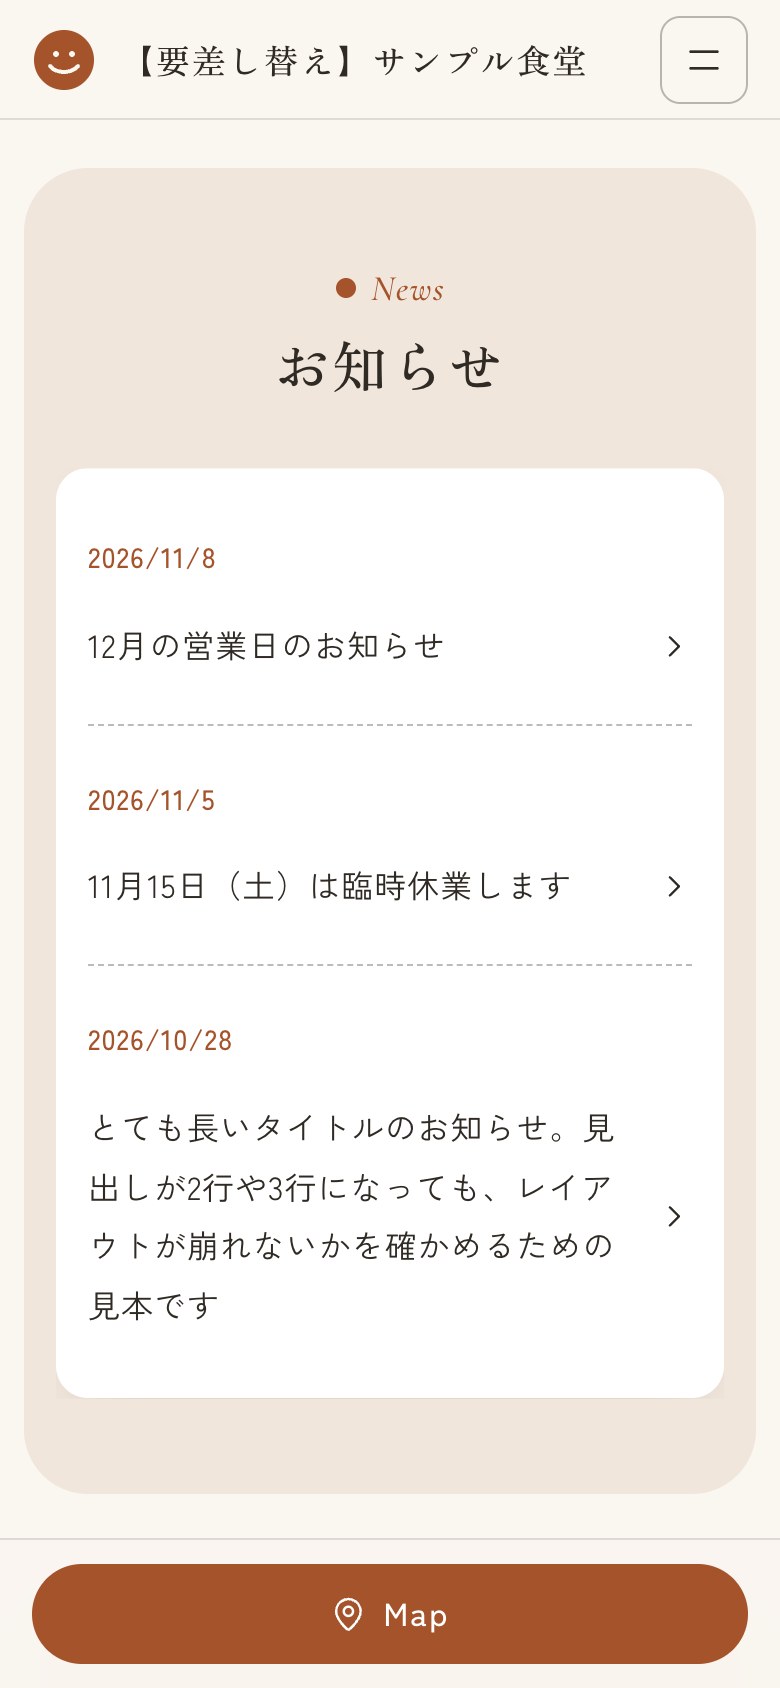 【要差し替え】サンプル食堂
News
お知らせ
2026/11/8
12月の営業日のお知らせ
2026/11/5
11月15日（土）は臨時休業します
2026/10/28
とても長いタイトルのお知らせ。見
出しが2行や3行になっても、レイア
ウトが崩れないかを確かめるための
見本です
Map